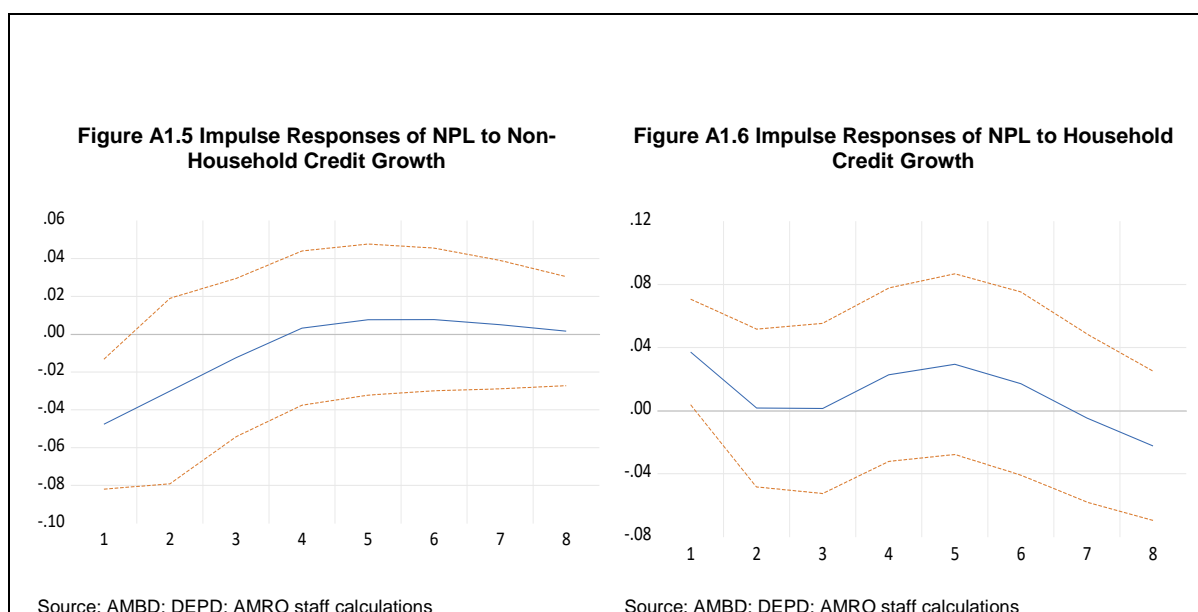 Figure A1.5 Impulse Responses of NPL to Non-
Household Credit Growth
.06
.04
.02
.00
-.02
-.04
-.06
-.08
-.10
1 2 3 4 5 6 7 8
Source: AMBD; DEPD; AMRO staff calculations
Figure A1.6 Impulse Responses of NPL to Household
Credit Growth
.12
.08
.04
.00
-.04
-.08
1 2 3 4 5 6 7 8
Source: AMBD; DEPD; AMRO staff calculations